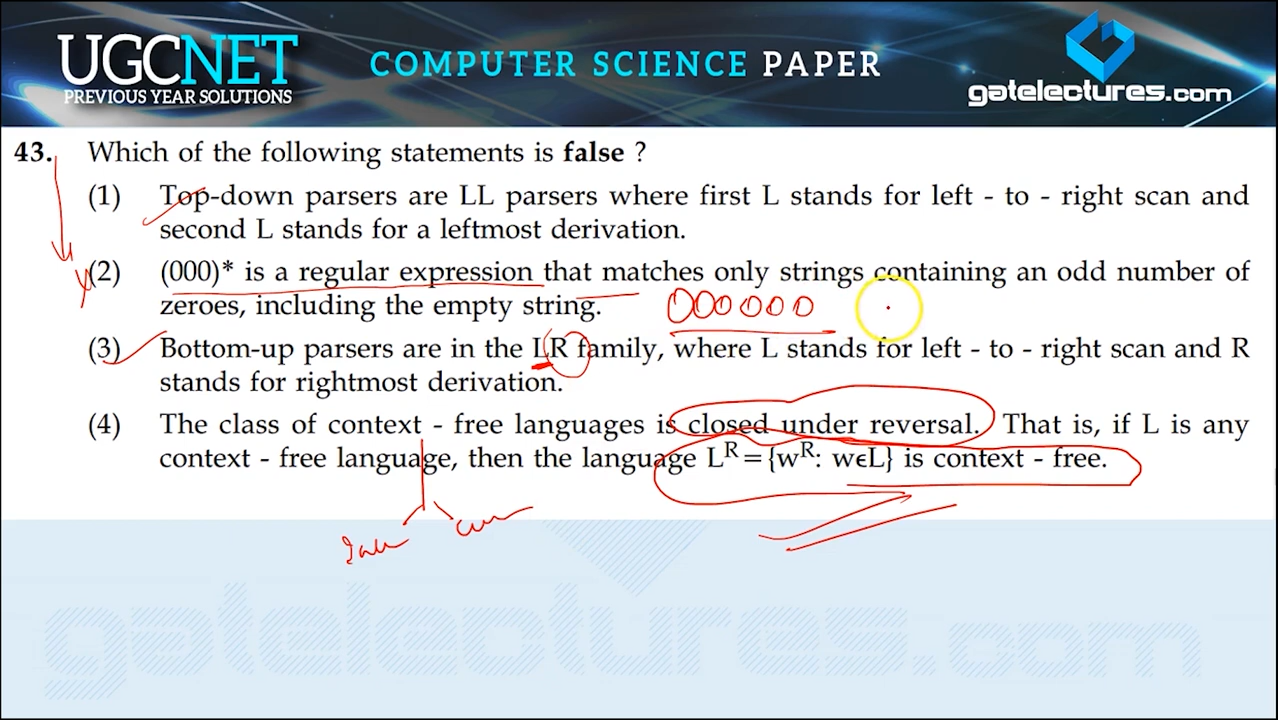 UGCNET
PREVIOUS YEAR SOLUTIONS
COMPUTER SCIENCE PAPER
gatelectures.com
43. Which of the following statements is false ?
(1) Top-down parsers are LL parsers where first L stands for left - to - right scan and
second L stands for a leftmost derivation.
(2) (000)* is a regular expression that matches only strings containing an odd number of
zeroes, including the empty string.
000000
(3) Bottom-up parsers are in the LR family, where L stands for left - to - right scan and R
stands for rightmost derivation.
(4) The class of context - free languages is closed under reversal. That is, if L is any
context - free language, then the language Lᴿ={wᴿ: wϵL} is context - free.
gatelectures.com